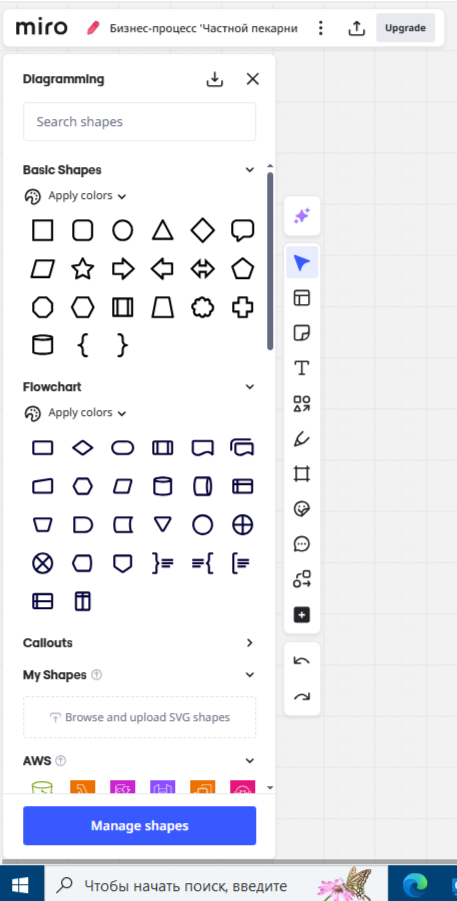 miro
Бизнес-процесс 'Частной пекарни
Upgrade
Diagramming
Search shapes
Basic Shapes
Apply colors
Flowchart
Apply colors
Callouts
My Shapes
Browse and upload SVG shapes
AWS
Manage shapes
Чтобы начать поиск, введите